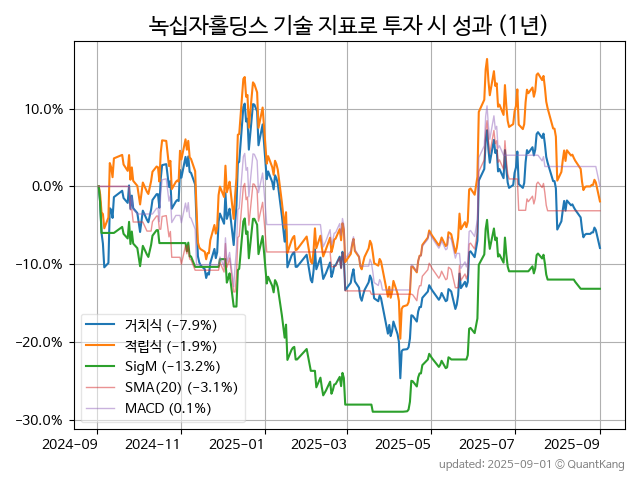 녹십자홀딩스 기술 지표로 투자 시 성과 (1년)
10.0%
0.0%
−10.0%
−20.0%
−30.0%
거치식 (−7.9%)
적립식 (−1.9%)
SigM (−13.2%)
SMA(20) (−3.1%)
MACD (0.1%)
2024-09 2024-11 2025-01 2025-03 2025-05 2025-07 2025-09
updated: 2025-09-01 © QuantKang